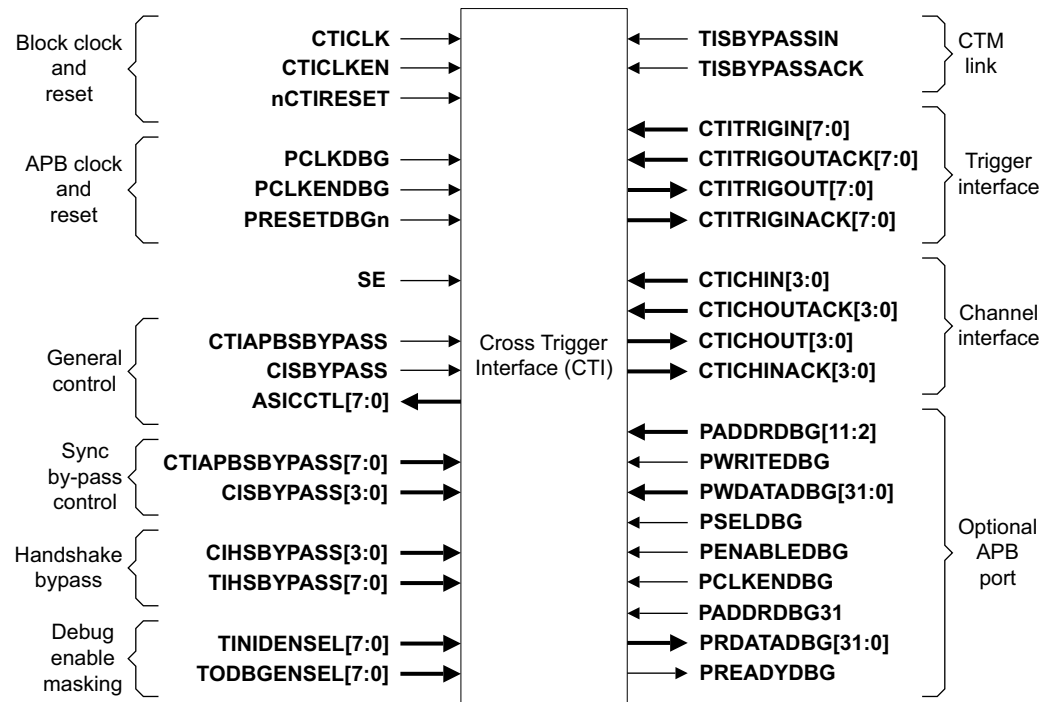 Block clock
and
reset
CTICLK
CTICLKEN
nCTIRESET
APB clock
and
reset
PCLKDBG
PCLKENDBG
PRESETDBGn
SE
General
control
CTIAPBSBYPASS
CISBYPASS
ASICCTL[7:0]
Sync
by-pass
control
CTIAPBSBYPASS[7:0]
CISBYPASS[3:0]
Handshake
bypass
CIHSBYPASS[3:0]
TIHSBYPASS[7:0]
Debug
enable
masking
TINIDENSEL[7:0]
TODBGENSEL[7:0]
Cross Trigger
Interface (CTI)
TISBYPASSIN
TISBYPASSACK
CTM
link
CTITRIGIN[7:0]
CTITRIGOUTACK[7:0]
CTITRIGOUT[7:0]
CTITRIGINACK[7:0]
Trigger
interface
CTICHIN[3:0]
CTICHOUTACK[3:0]
CTICHOUT[3:0]
CTICHINACK[3:0]
Channel
interface
PADDRDBG[11:2]
PWRITEDBG
PWDATADBG[31:0]
PSELDBG
PENABLEDBG
PCLKENDBG
PADDRDBG31
PRDATADBG[31:0]
PREADYDBG
Optional
APB
port